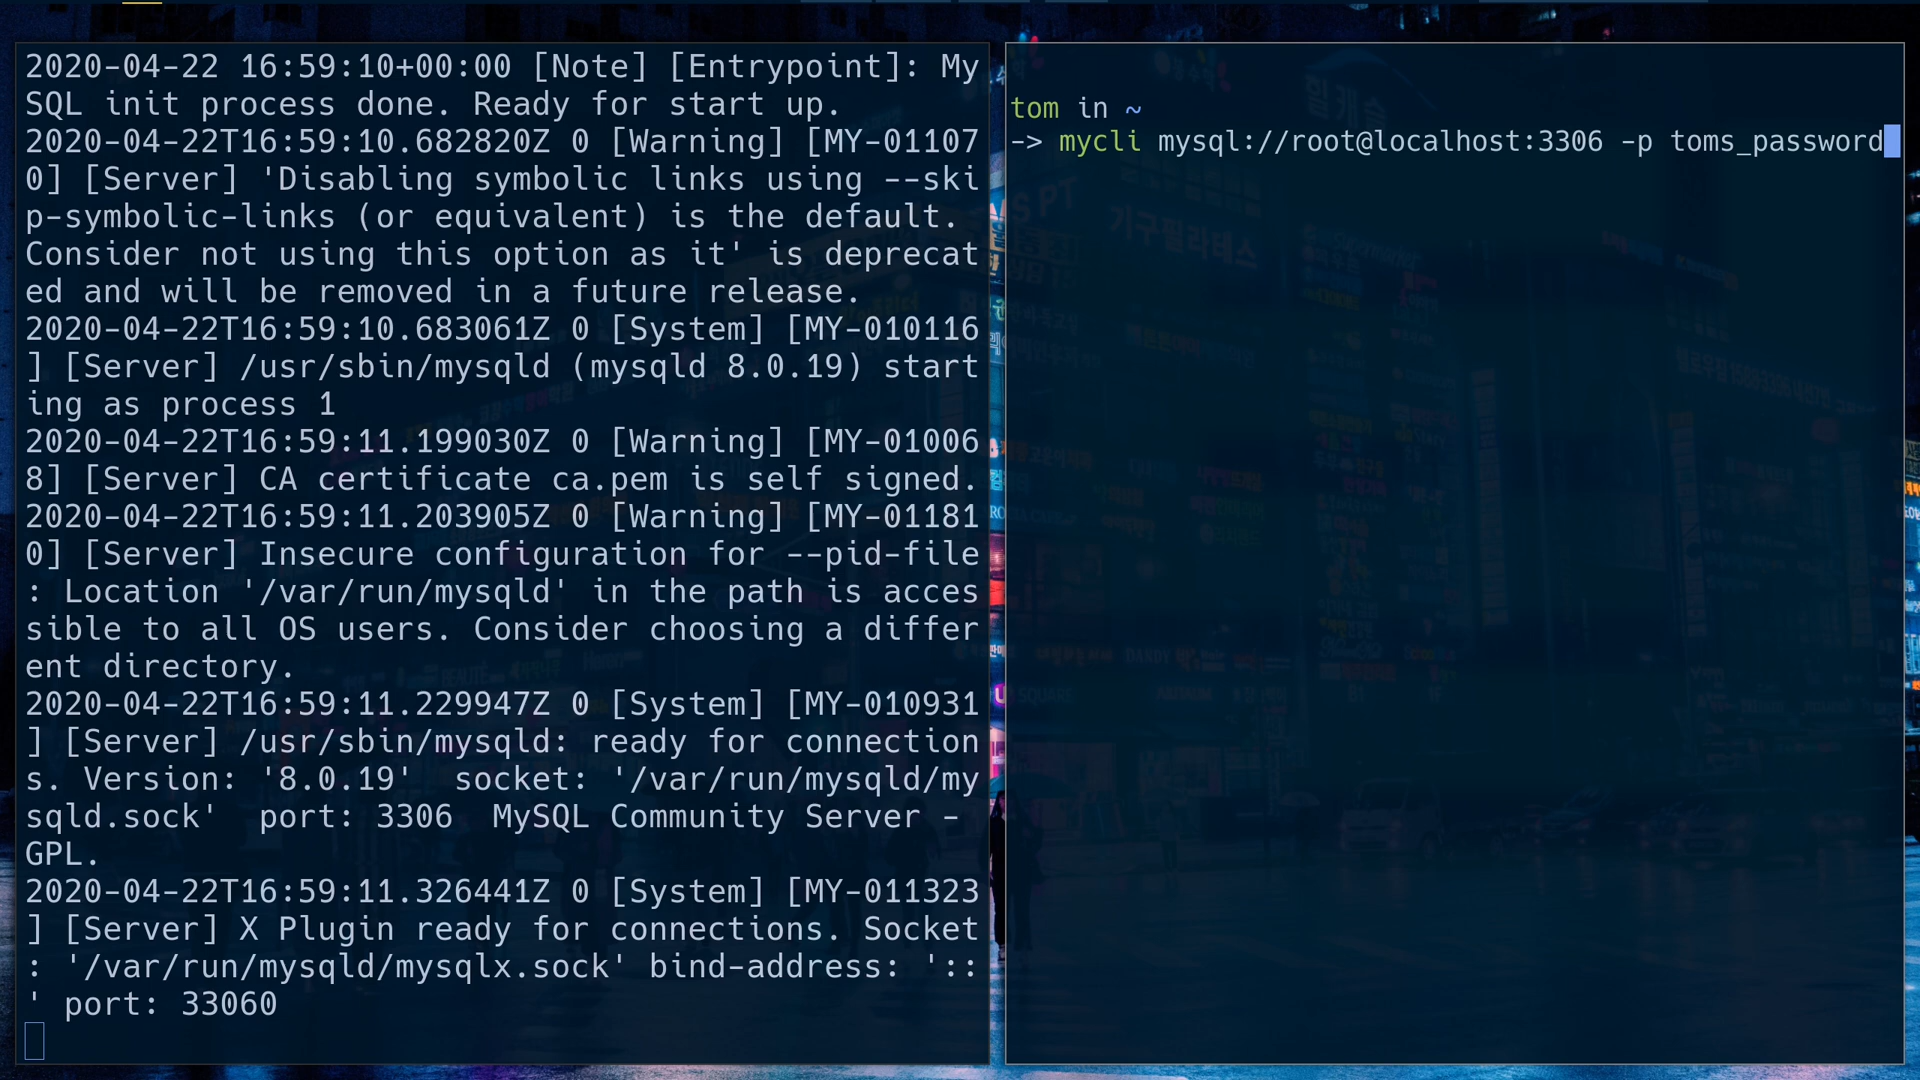 2020-04-22 16:59:10+00:00 [Note] [Entrypoint]: My
SQL init process done. Ready for start up.
2020-04-22T16:59:10.682820Z 0 [Warning] [MY-01107
0] [Server] 'Disabling symbolic links using --ski
p-symbolic-links (or equivalent) is the default.
Consider not using this option as it' is deprecat
ed and will be removed in a future release.
2020-04-22T16:59:10.683061Z 0 [System] [MY-010116
] [Server] /usr/sbin/mysqld (mysqld 8.0.19) start
ing as process 1
2020-04-22T16:59:11.199030Z 0 [Warning] [MY-01006
8] [Server] CA certificate ca.pem is self signed.
2020-04-22T16:59:11.203905Z 0 [Warning] [MY-01181
0] [Server] Insecure configuration for --pid-file
: Location '/var/run/mysqld' in the path is acces
sible to all OS users. Consider choosing a differ
ent directory.
2020-04-22T16:59:11.229947Z 0 [System] [MY-010931
] [Server] /usr/sbin/mysqld: ready for connection
s. Version: '8.0.19'  socket: '/var/run/mysqld/my
sqld.sock'  port: 3306  MySQL Community Server -
GPL.
2020-04-22T16:59:11.326441Z 0 [System] [MY-011323
] [Server] X Plugin ready for connections. Socket
: '/var/run/mysqld/mysqlx.sock' bind-address: '::
' port: 33060
tom in ~
-> mycli mysql://root@localhost:3306 -p toms_password
밀캐슬
기구필라테스